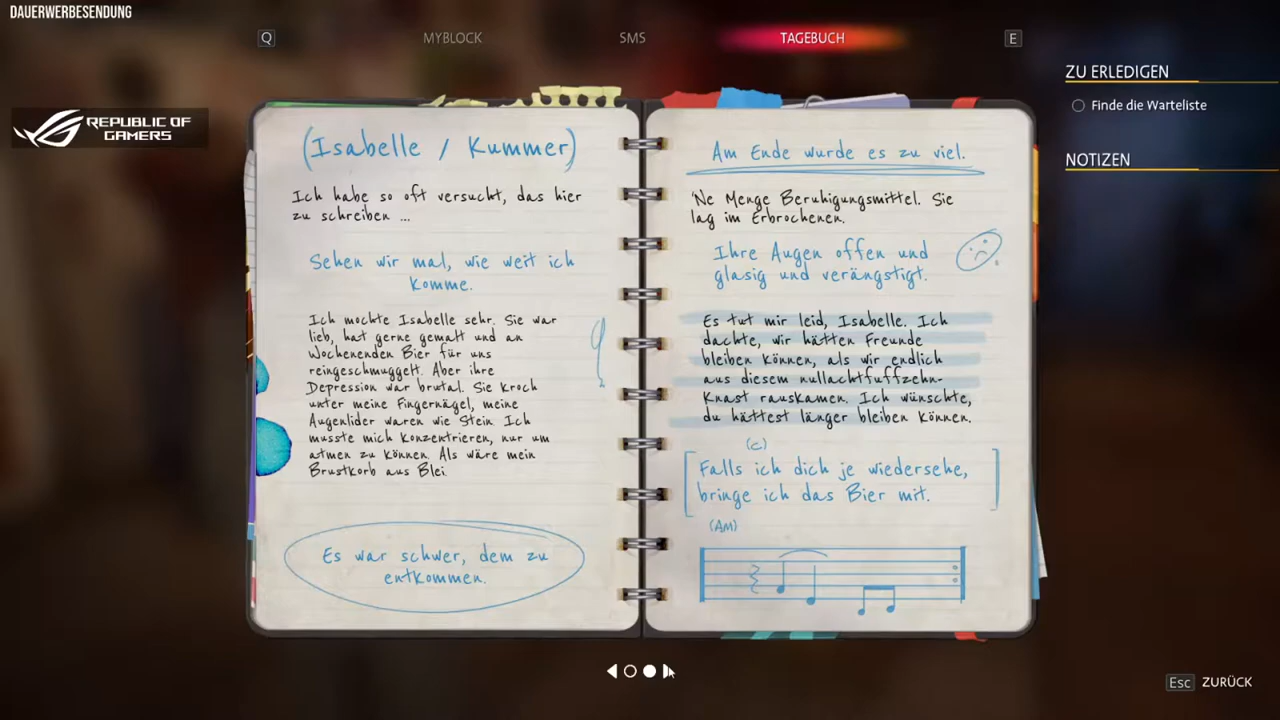 DAUERWERBESENDUNG
Q
MYBLOCK
SMS
TAGEBUCH
E
REPUBLIC OF
GAMERS
ZU ERLEDIGEN
Finde die Warteliste
NOTIZEN
(Isabelle / Kummer)
Ich habe so oft versucht, das hier
zu schreiben ...
Sehen wir mal, wie weit ich
komme.
Ich mochte Isabelle sehr. Sie war
lieb, hat gerne gemalt und an
Wochenenden Bier für uns
reingeschmuggelt. Aber ihre
Depression war brutal. Sie kroch
unter meine Fingernägel, meine
Augenlider waren wie Stein. Ich
musste mich konzentrieren, nur um
atmen zu können. Als wäre mein
Brustkorb aus Blei.
Es war schwer, dem zu
entkommen.
Am Ende wurde es zu viel.
'Ne Menge Beruhigungsmittel. Sie
lag im Erbrochenen.
Ihre Augen offen und
glasig und verängstigt.
Es tut mir leid, Isabelle. Ich
dachte, wir hätten Freunde
bleiben können, als wir endlich
aus diesem nullachtfuffzehn-
Knast rauskamen. Ich wünschte,
du hättest länger bleiben können.
(C)
[Falls ich dich je wiedersehe,
bringe ich das Bier mit.]
(AM)
Esc ZURÜCK